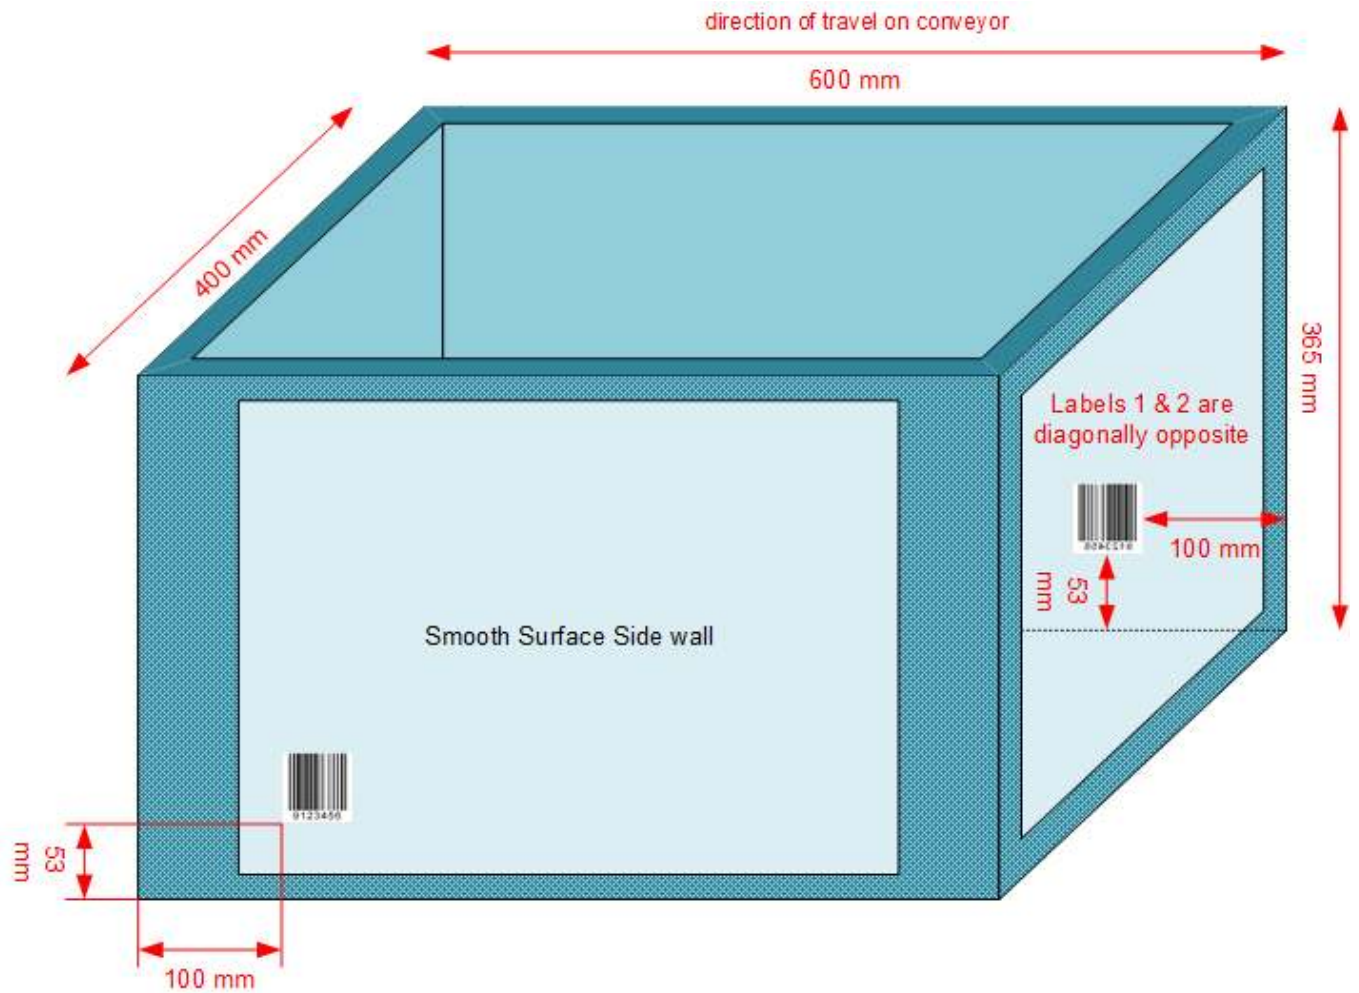 direction of travel on conveyor
600 mm
400 mm
365 mm
Labels 1 & 2 are
diagonally opposite
100 mm
53
mm
Smooth Surface Side wall
9123456
53
mm
100 mm